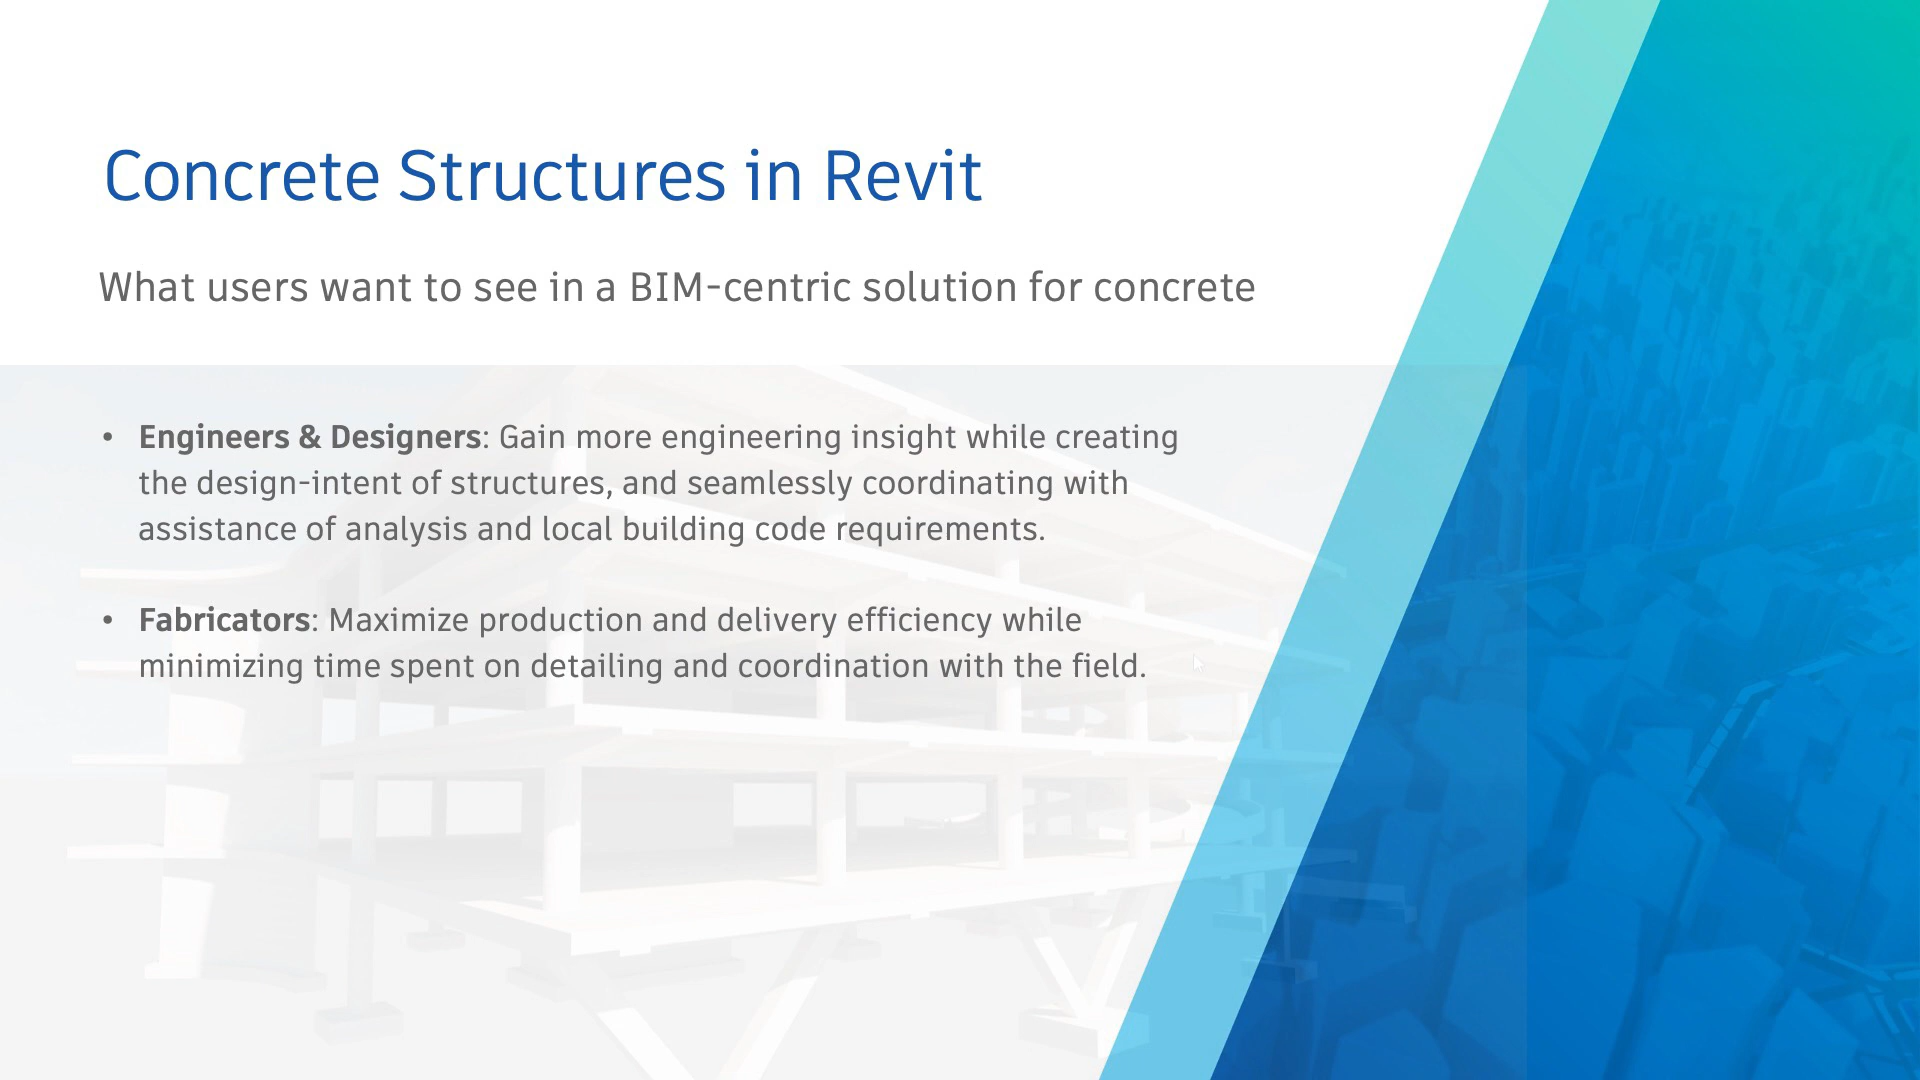 Concrete Structures in Revit
What users want to see in a BIM-centric solution for concrete
• Engineers & Designers: Gain more engineering insight while creating
the design-intent of structures, and seamlessly coordinating with
assistance of analysis and local building code requirements.
• Fabricators: Maximize production and delivery efficiency while
minimizing time spent on detailing and coordination with the field.